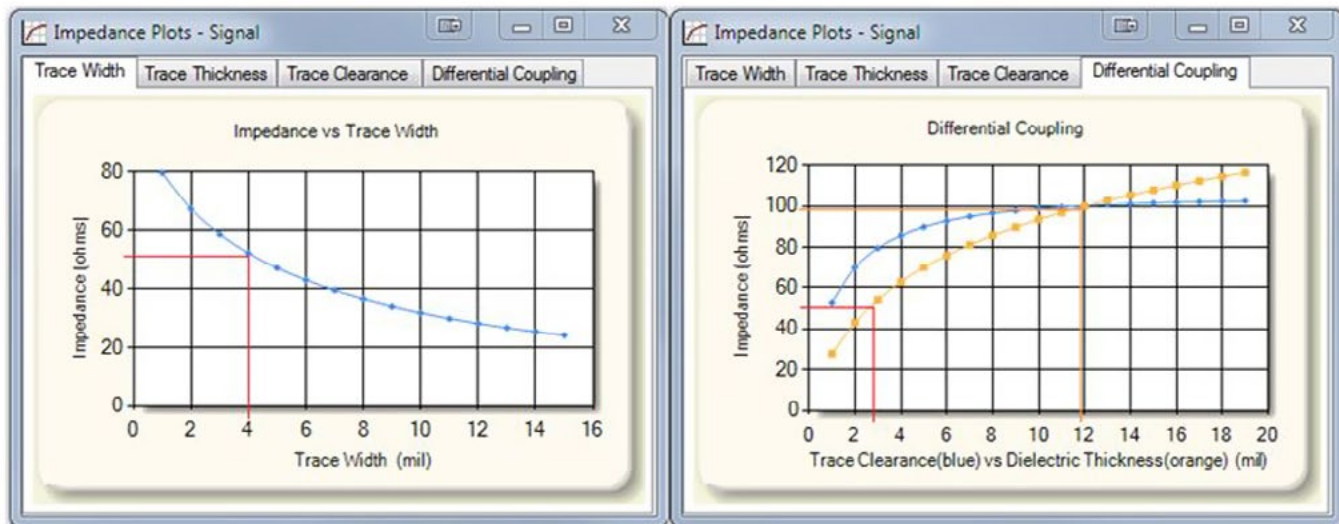 Impedance Plots - Signal
Trace Width Trace Thickness Trace Clearance Differential Coupling
Impedance vs Trace Width
80
60
40
20
0
Impedance (ohms)
0 2 4 6 8 10 12 14 16
Trace Width (mil)
Impedance Plots - Signal
Trace Width Trace Thickness Trace Clearance Differential Coupling
Differential Coupling
120
100
80
60
40
20
0
Impedance (ohms)
0 2 4 6 8 10 12 14 16 18 20
Trace Clearance(blue) vs Dielectric Thickness(orange) (mil)